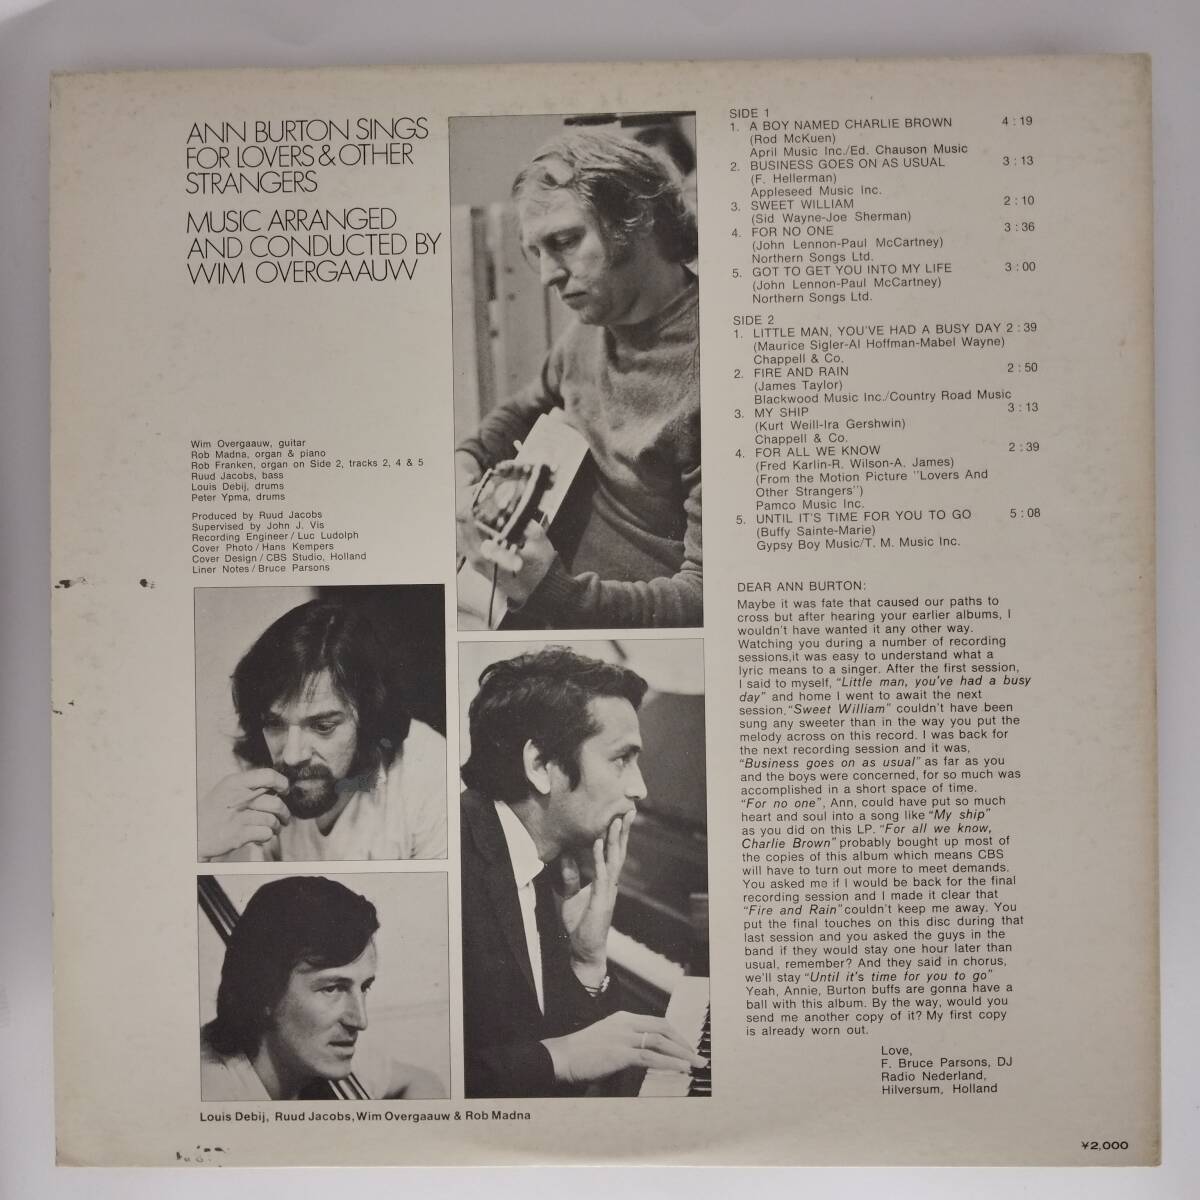 ANN BURTON SINGS
FOR LOVERS & OTHER
STRANGERS
MUSIC ARRANGED
AND CONDUCTED BY
WIM OVERGAAUW
Wim Overgaauw, guitar
Rob Madna, organ & piano
Rob Franken, organ on Side 2, tracks 2, 4 & 5
Ruud Jacobs, bass
Louis Debij, drums
Peter Ypma, drums
Produced by Ruud Jacobs
Supervised by John J. Vis
Recording Engineer / Luc Ludolph
Cover Photo / Hans Kempers
Cover Design / CBS Studio, Holland
Liner Notes / Bruce Parsons
Louis Debij, Ruud Jacobs, Wim Overgaauw & Rob Madna
SIDE 1
1. A BOY NAMED CHARLIE BROWN 4 : 19
(Rod McKuen)
April Music Inc./Ed. Chauson Music
2. BUSINESS GOES ON AS USUAL 3 : 13
(F. Hellerman)
Appleseed Music Inc.
3. SWEET WILLIAM 2 : 10
(Sid Wayne-Joe Sherman)
4. FOR NO ONE 3 : 36
(John Lennon-Paul McCartney)
Northern Songs Ltd.
5. GOT TO GET YOU INTO MY LIFE 3 : 00
(John Lennon-Paul McCartney)
Northern Songs Ltd.
SIDE 2
1. LITTLE MAN, YOU'VE HAD A BUSY DAY 2 : 39
(Maurice Sigler-Al Hoffman-Mabel Wayne)
Chappell & Co.
2. FIRE AND RAIN 2 : 50
(James Taylor)
Blackwood Music Inc./Country Road Music
3. MY SHIP 3 : 13
(Kurt Weill-Ira Gershwin)
Chappell & Co.
4. FOR ALL WE KNOW 2 : 39
(Fred Karlin-R. Wilson-A. James)
(From the Motion Picture "Lovers And
Other Strangers")
Pamco Music Inc.
5. UNTIL IT'S TIME FOR YOU TO GO 5 : 08
(Buffy Sainte-Marie)
Gypsy Boy Music/T. M. Music Inc.
DEAR ANN BURTON:
Maybe it was fate that caused our paths to
cross but after hearing your earlier albums, I
wouldn't have wanted it any other way.
Watching you during a number of recording
sessions,it was easy to understand what a
lyric means to a singer. After the first session,
I said to myself, "Little man, you've had a busy
day" and home I went to await the next
session."Sweet William" couldn't have been
sung any sweeter than in the way you put the
melody across on this record. I was back for
the next recording session and it was,
"Business goes on as usual" as far as you
and the boys were concerned, for so much was
accomplished in a short space of time.
"For no one", Ann, could have put so much
heart and soul into a song like "My ship"
as you did on this LP. "For all we know,
Charlie Brown" probably bought up most of
the copies of this album which means CBS
will have to turn out more to meet demands.
You asked me if I would be back for the final
recording session and I made it clear that
"Fire and Rain" couldn't keep me away. You
put the final touches on this disc during that
last session and you asked the guys in the
band if they would stay one hour later than
usual, remember? And they said in chorus,
we'll stay "Until it's time for you to go"
Yeah, Annie, Burton buffs are gonna have a
ball with this album. By the way, would you
send me another copy of it? My first copy
is already worn out.
Love,
F. Bruce Parsons, DJ
Radio Nederland,
Hilversum, Holland
¥2,000